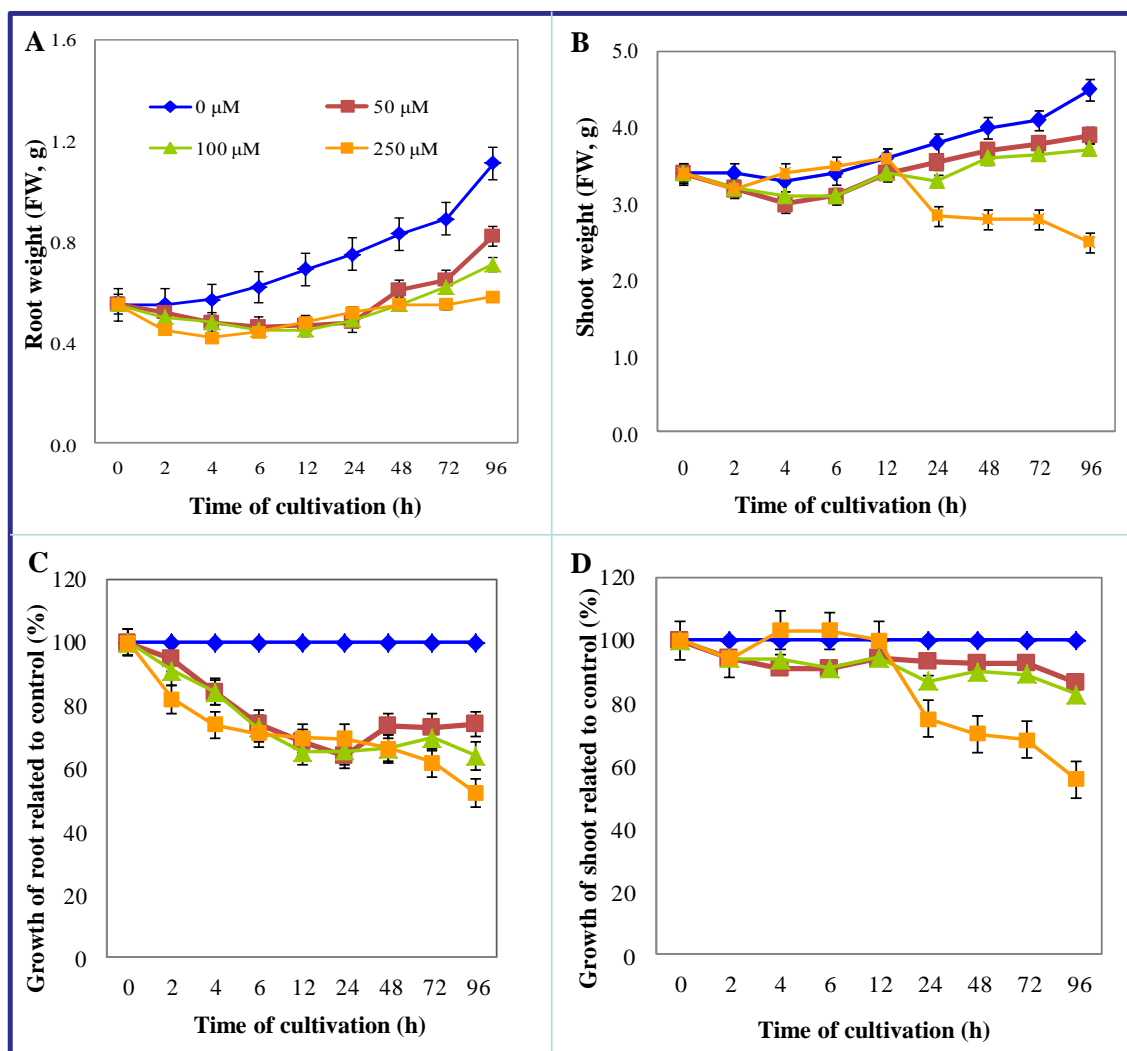 A
Root weight (FW, g)
1.6
1.2
0.8
0.4
0.0
0 µM
50 µM
100 µM
250 µM
0 2 4 6 12 24 48 72 96
Time of cultivation (h)
B
Shoot weight (FW, g)
5.0
4.0
3.0
2.0
1.0
0.0
0 2 4 6 12 24 48 72 96
Time of cultivation (h)
C
Growth of root related to control (%)
120
100
80
60
40
20
0
0 2 4 6 12 24 48 72 96
Time of cultivation (h)
D
Growth of shoot related to control (%)
120
100
80
60
40
20
0
0 2 4 6 12 24 48 72 96
Time of cultivation (h)